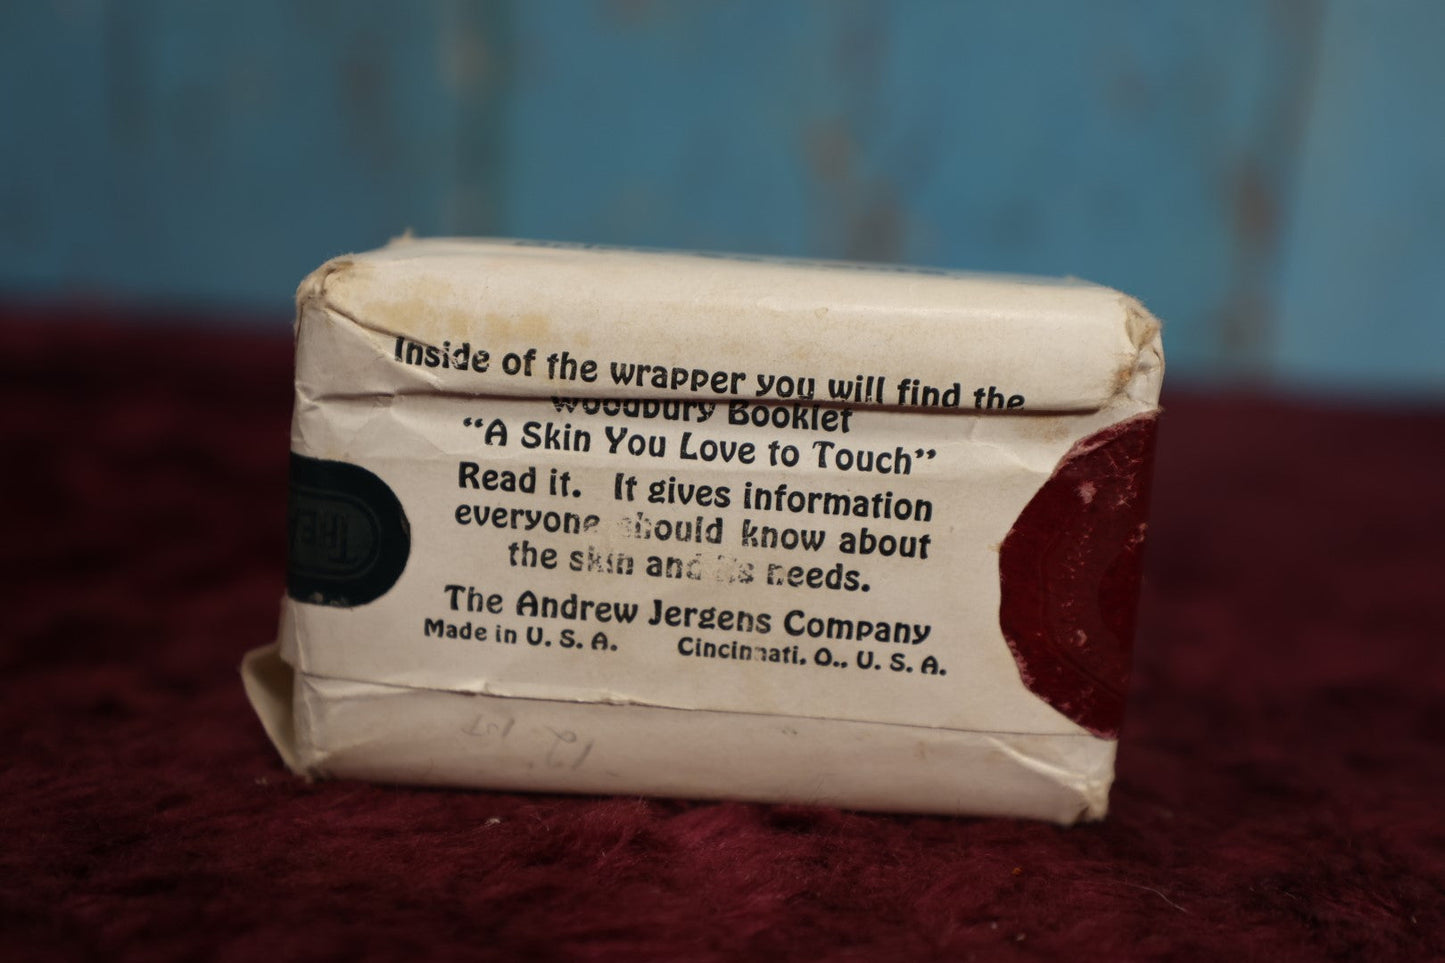 Inside of the wrapper you will find the
Woodbury Booklet
“A Skin You Love to Touch”
Read it. It gives information
everyone should know about
the skin and its needs.
The Andrew Jergens Company
Made in U. S. A. Cincinnati, O., U. S. A.
THE